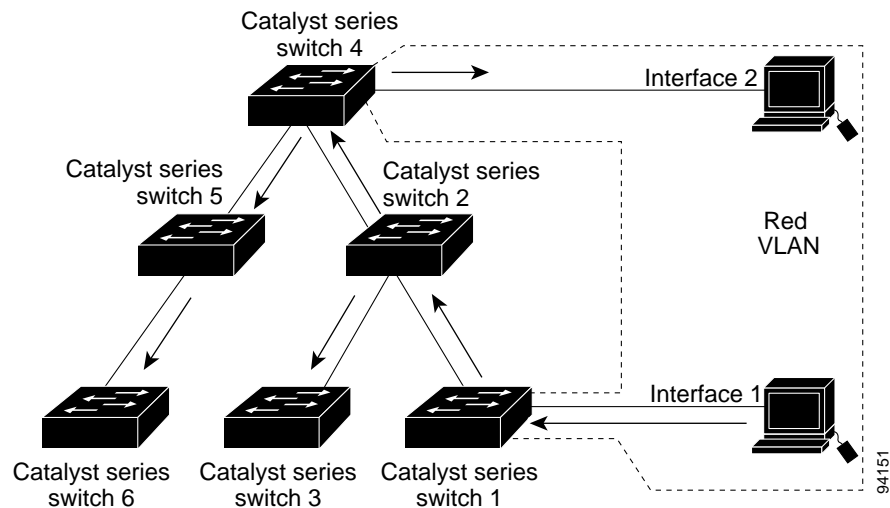 Catalyst series
switch 4
Interface 2
Catalyst series
switch 5
Catalyst series
switch 2
Red
VLAN
Interface 1
Catalyst series
switch 6
Catalyst series
switch 3
Catalyst series
switch 1
94151